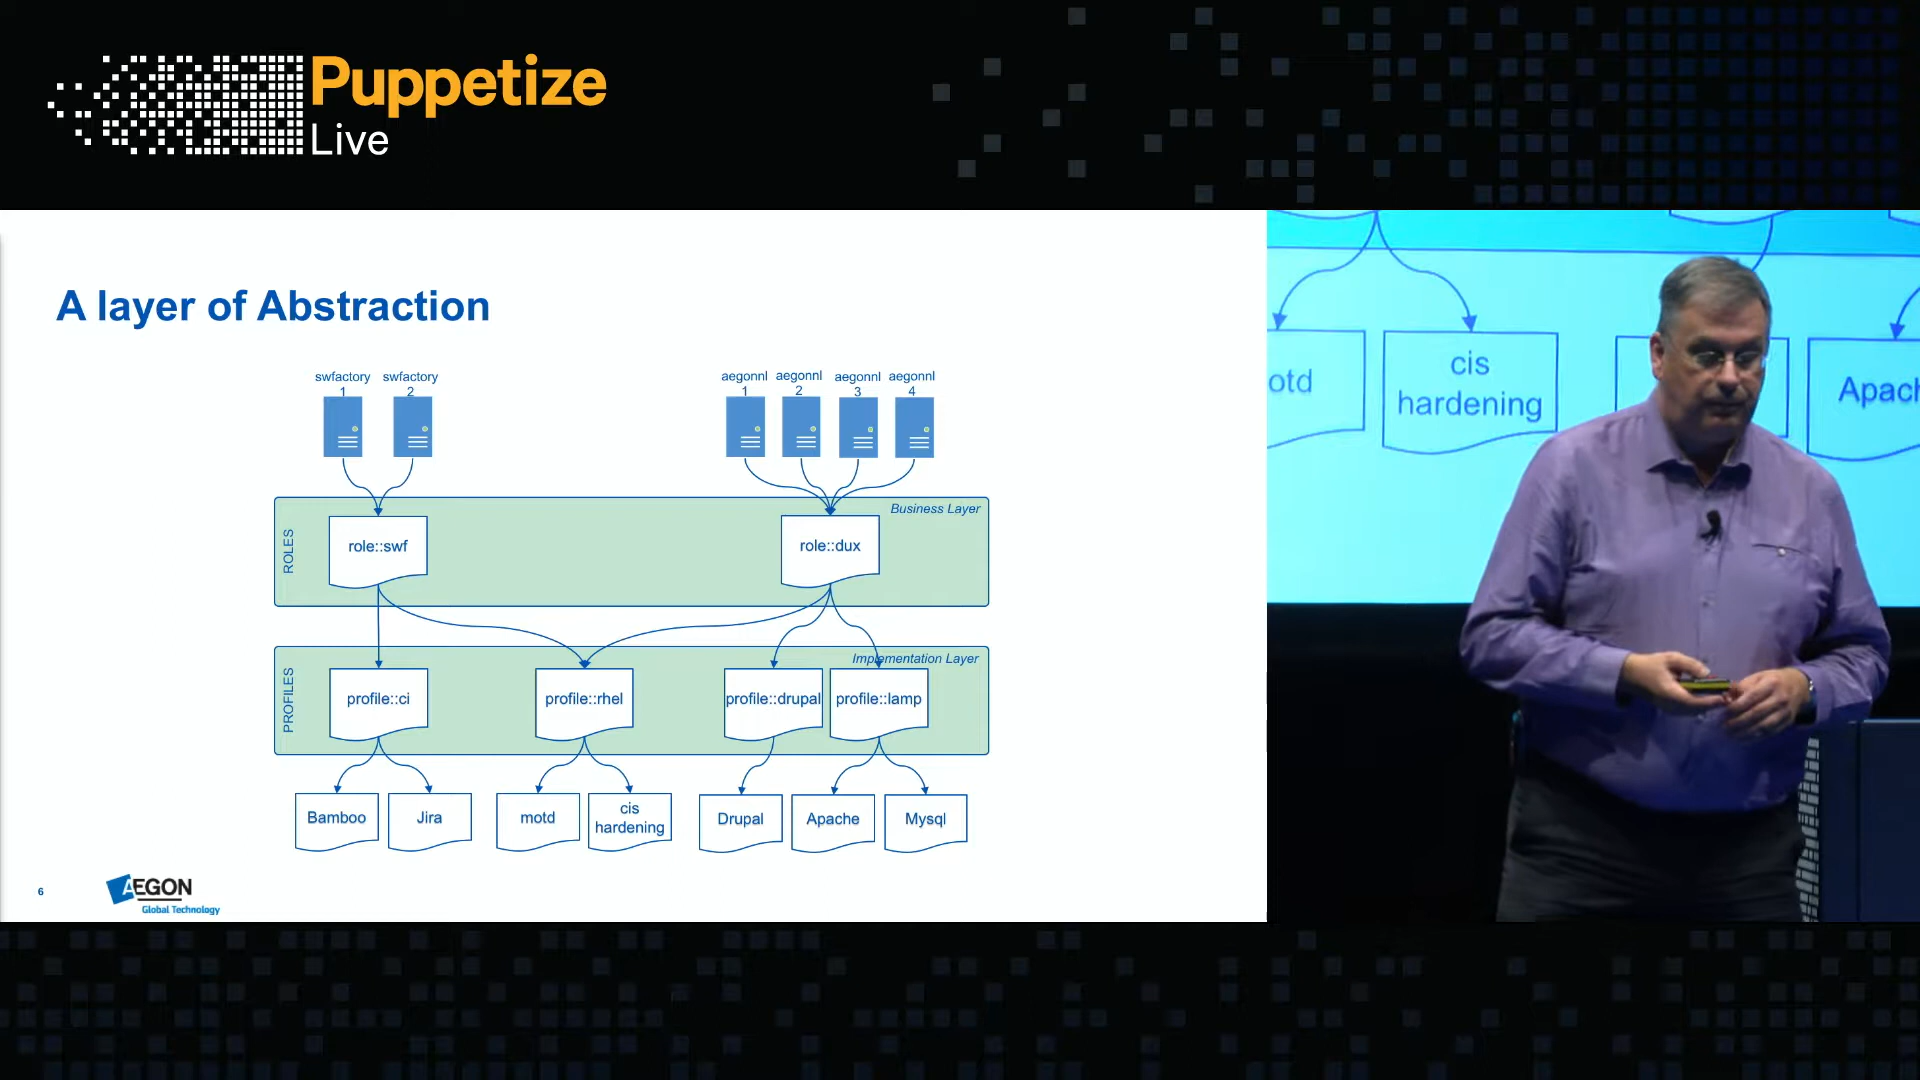 Puppetize
Live
A layer of Abstraction
swfactory
1
swfactory
2
aegonnl
1
aegonnl
2
aegonnl
3
aegonnl
4
Business Layer
ROLES
role::swf
role::dux
Implementation Layer
PROFILES
profile::ci
profile::rhel
profile::drupal
profile::lamp
Bamboo
Jira
motd
cis
hardening
Drupal
Apache
Mysql
6
AEGON
Global Technology
otd
cis
hardening
Apach